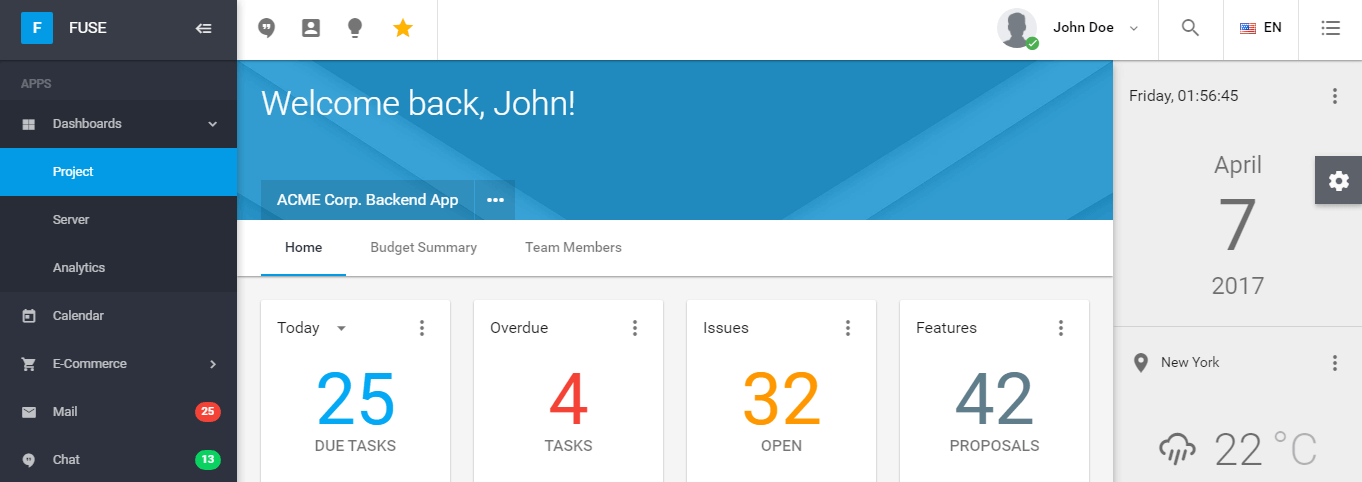 F FUSE
John Doe
EN
APPS
Dashboards
Project
Server
Analytics
Calendar
E-Commerce
Mail 25
Chat 13
Welcome back, John!
ACME Corp. Backend App
Home Budget Summary Team Members
Today
25
DUE TASKS
Overdue
4
TASKS
Issues
32
OPEN
Features
42
PROPOSALS
Friday, 01:56:45
April
7
2017
New York
22 °C